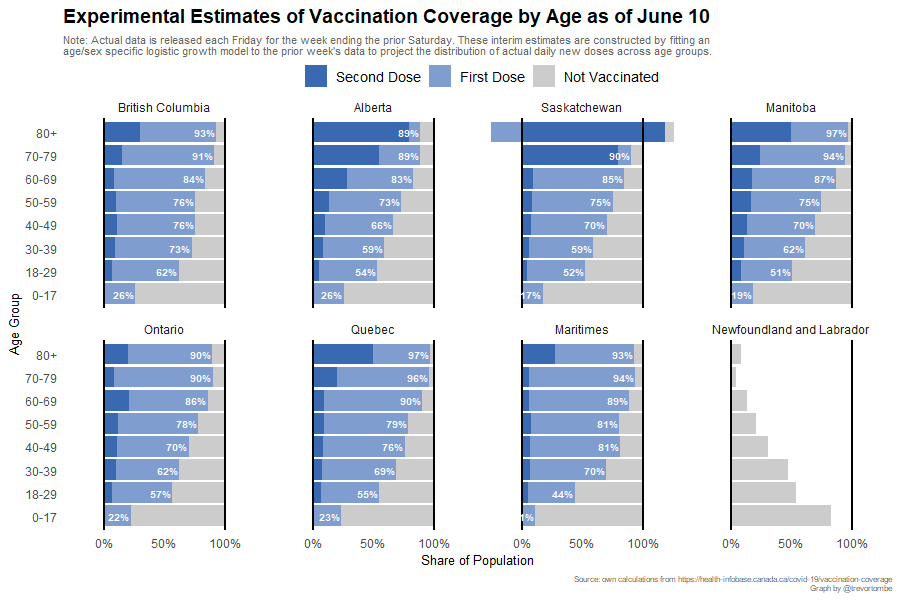 Experimental Estimates of Vaccination Coverage by Age as of June 10
Note: Actual data is released each Friday for the week ending the prior Saturday. These interim estimates are constructed by fitting an
age/sex specific logistic growth model to the prior week's data to project the distribution of actual daily new doses across age groups.
Second Dose First Dose Not Vaccinated
British Columbia Alberta Saskatchewan Manitoba
80+ 93% 89% 97%
70-79 91% 89% 90% 94%
60-69 84% 83% 85% 87%
50-59 76% 73% 75% 75%
40-49 76% 66% 70% 70%
30-39 73% 59% 59% 62%
18-29 62% 54% 52% 51%
0-17 26% 26% 17% 19%
Age Group
Ontario Quebec Maritimes Newfoundland and Labrador
80+ 90% 97% 93%
70-79 90% 96% 94%
60-69 86% 90% 89%
50-59 78% 79% 81%
40-49 70% 76% 81%
30-39 62% 69% 70%
18-29 57% 55% 44%
0-17 22% 23%
0% 50% 100% 0% 50% 100% 0% 50% 100% 0% 50% 100%
Share of Population
Source: own calculations from https://health-infobase.canada.ca/covid-19/vaccination-coverage
Graph by @trevortombe